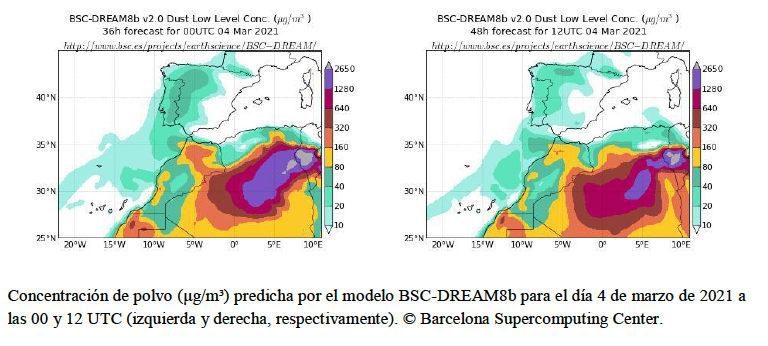 BSC-DREAM8b v2.0 Dust Low Level Conc. (μg/m³)
36h forecast for 00UTC 04 Mar 2021
http://www.bsc.es/projects/earthscience/BSC-DREAM/
40°N
35°N
30°N
25°N
20°W 15°W 10°W 5°W 0° 5°E 10°E
2650
1280
640
320
160
80
40
20
10
BSC-DREAM8b v2.0 Dust Low Level Conc. (μg/m³)
48h forecast for 12UTC 04 Mar 2021
http://www.bsc.es/projects/earthscience/BSC-DREAM/
40°N
35°N
30°N
25°N
20°W 15°W 10°W 5°W 0° 5°E 10°E
2650
1280
640
320
160
80
40
20
10
Concentración de polvo (μg/m³) predicha por el modelo BSC-DREAM8b para el día 4 de marzo de 2021 a
las 00 y 12 UTC (izquierda y derecha, respectivamente). © Barcelona Supercomputing Center.